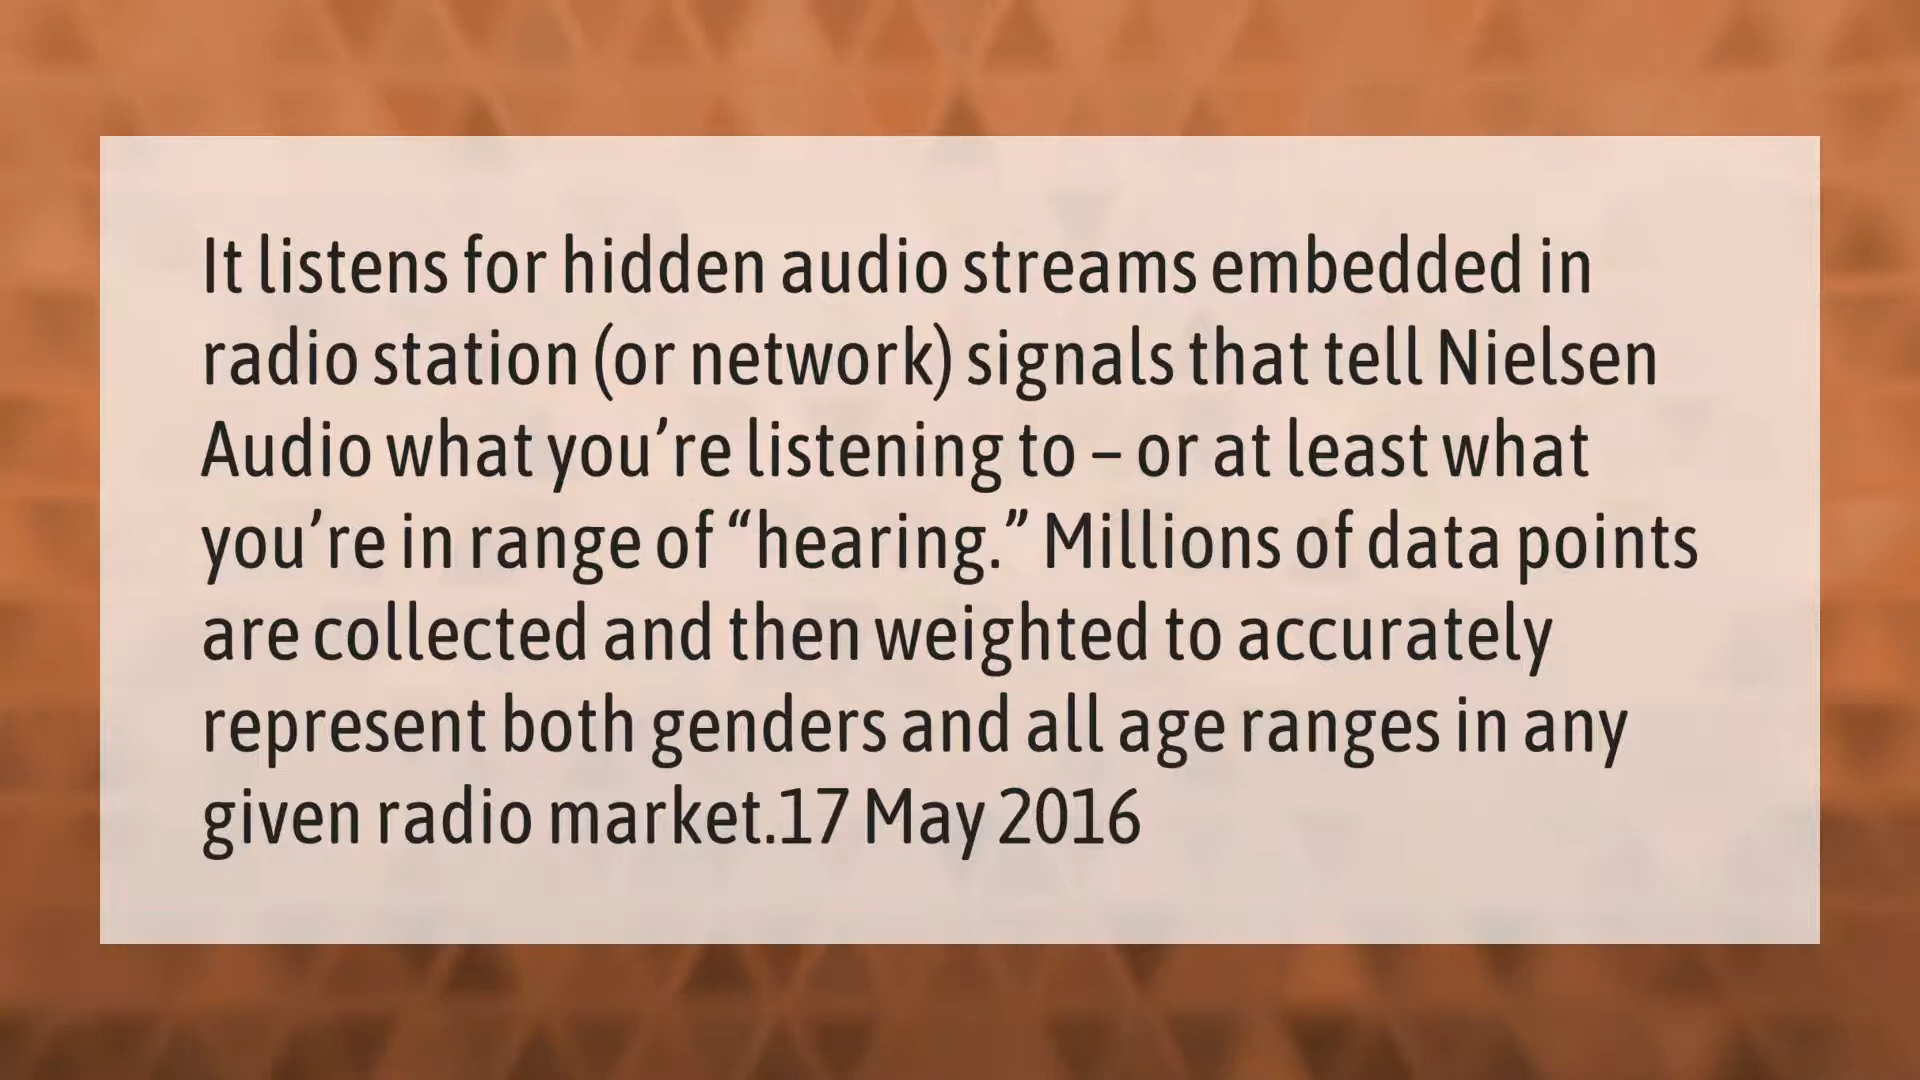 It listens for hidden audio streams embedded in
radio station (or network) signals that tell Nielsen
Audio what you’re listening to – or at least what
you’re in range of “hearing.” Millions of data points
are collected and then weighted to accurately
represent both genders and all age ranges in any
given radio market.17 May 2016